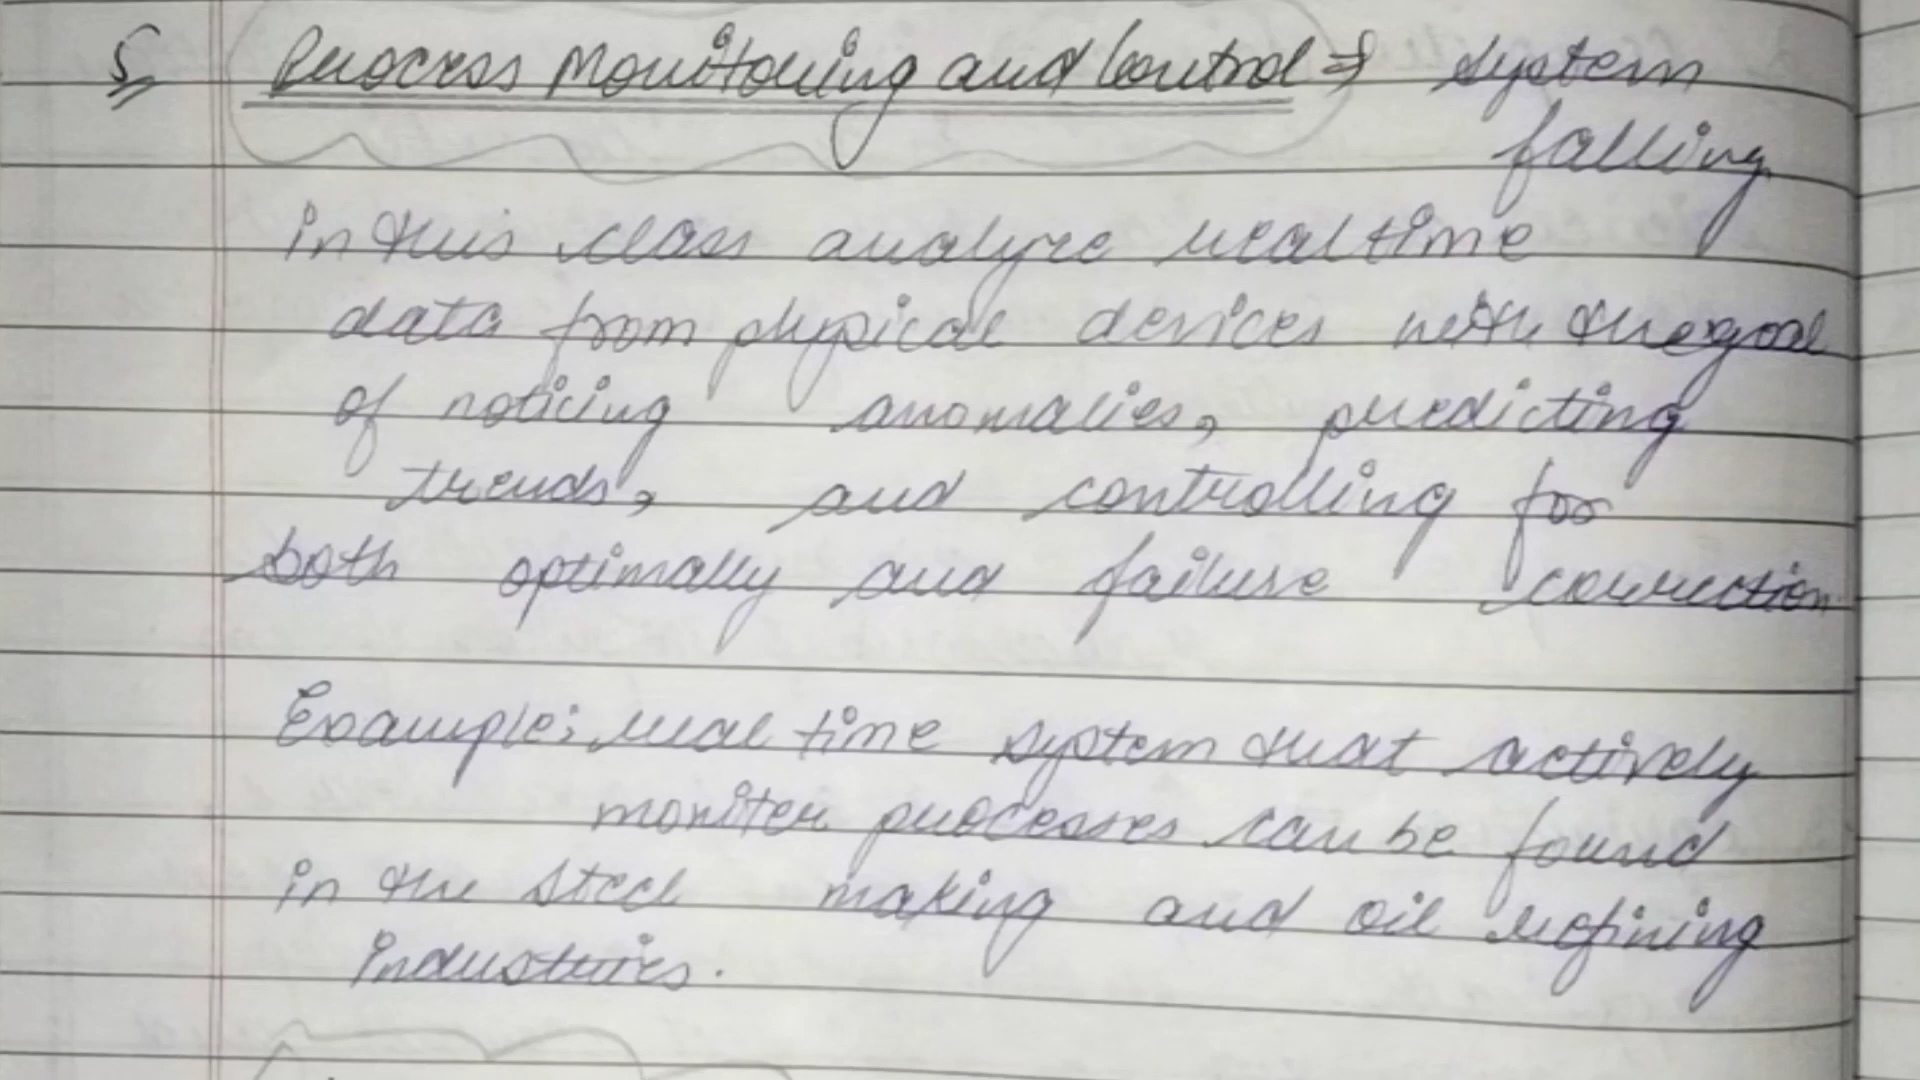 5 Process Monitoring and Control ⇒ system
falling
in this class analyze real time
data from physical devices with the goal
of noticing anomalies, predicting
trends, and controlling for
both optimally and failure correction.
Example: real time system that actively
moniter processes can be found
in the steel making and oil refining
industries.